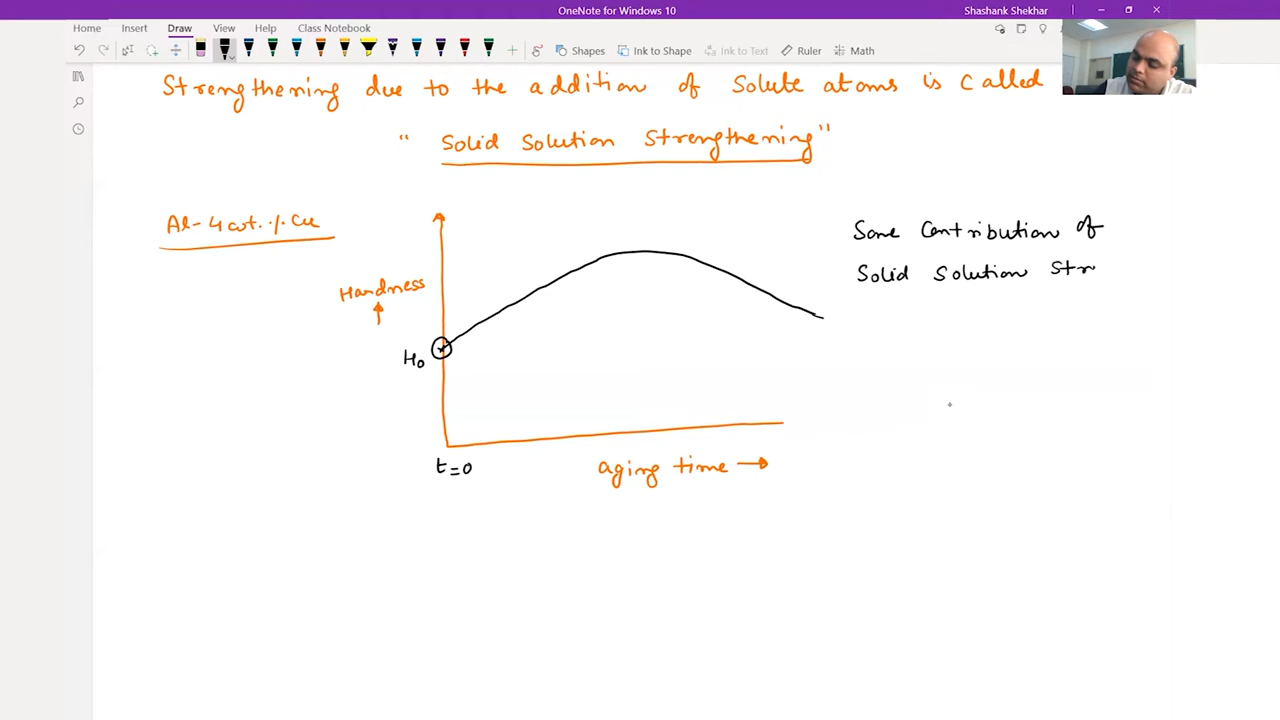 OneNote for Windows 10
Shashank Shekhar
Home Insert Draw View Help Class Notebook
Shapes Ink to Shape Ink to Text Ruler Math
Strengthening due to the addition of Solute atoms is called
" Solid Solution Strengthening"
Al-4 wt.% Cu
Hardness
H0
t=0
aging time →
Some Contribution of
Solid Solution Str